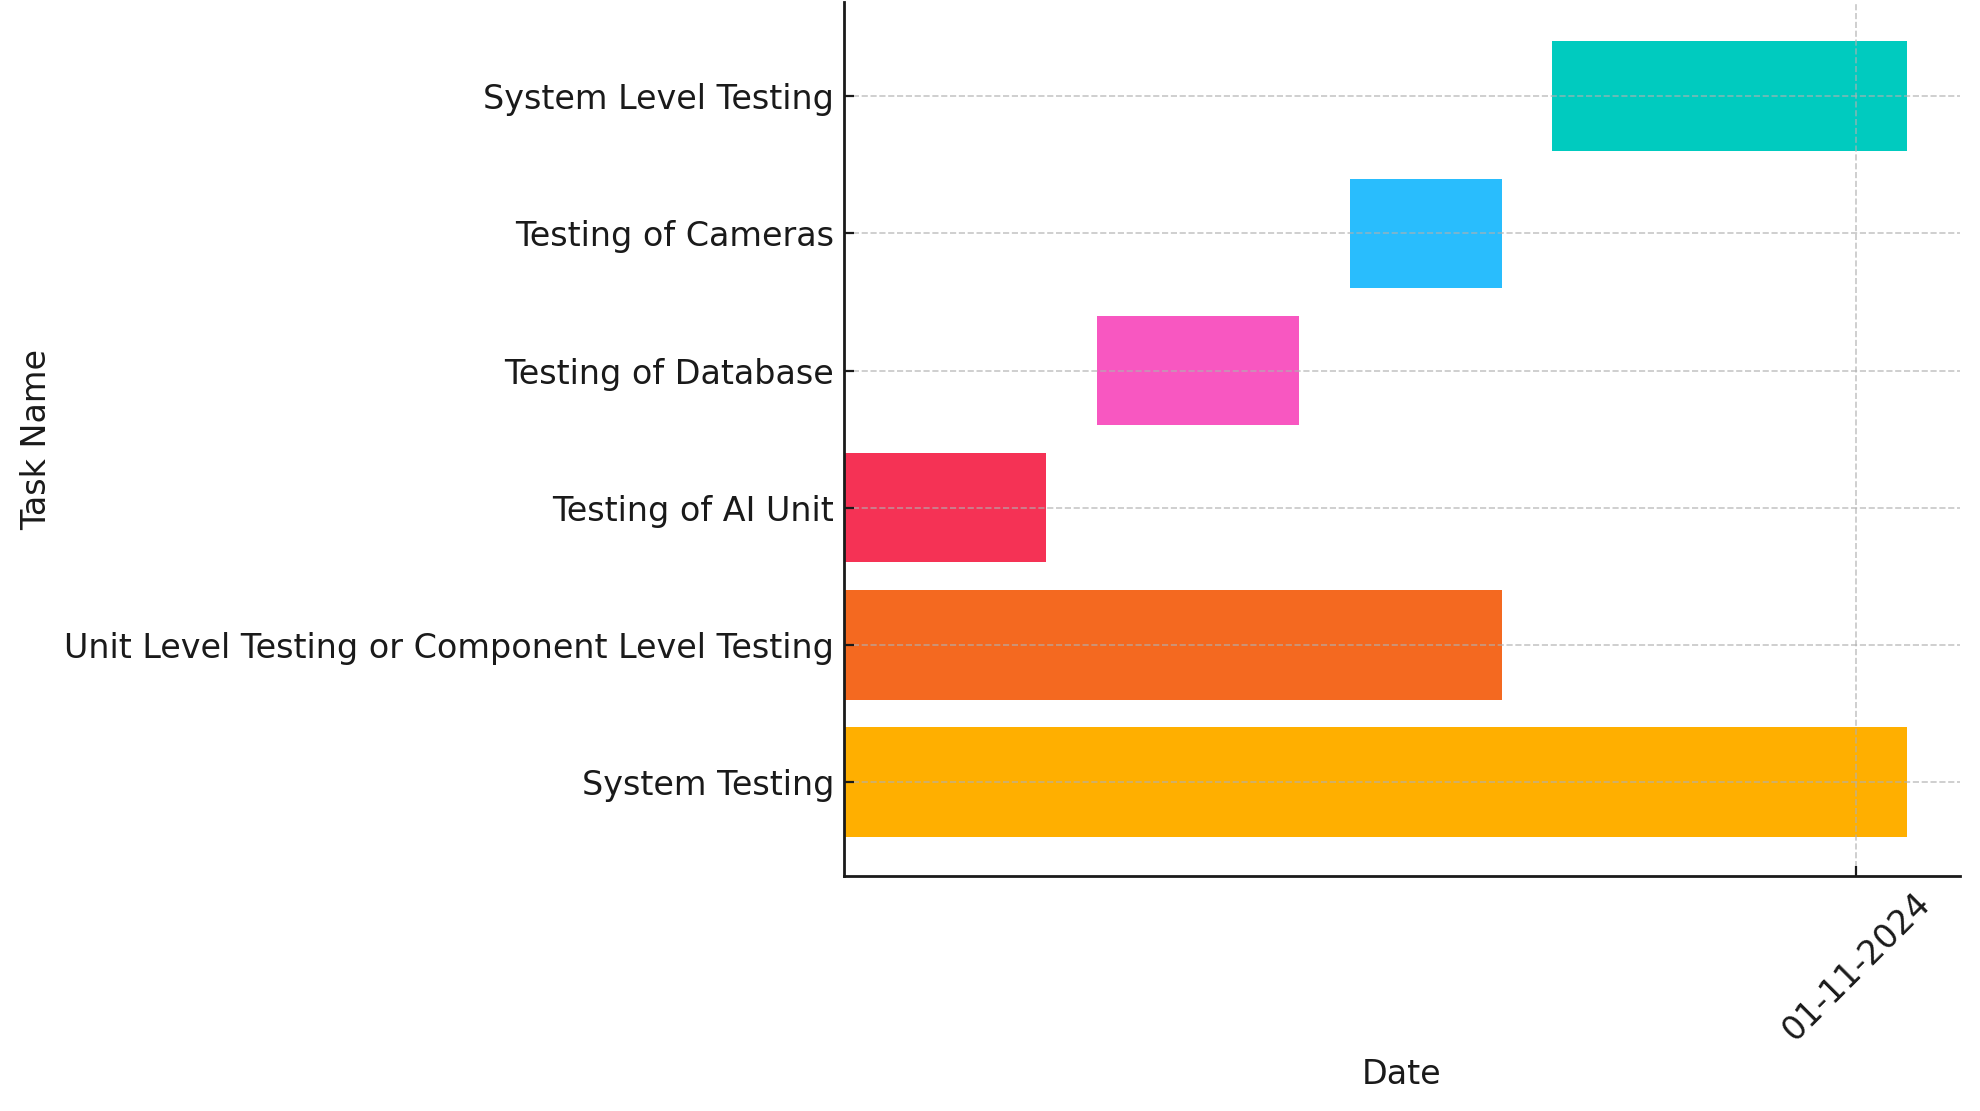 System Level Testing
Testing of Cameras
Testing of Database
Testing of AI Unit
Unit Level Testing or Component Level Testing
System Testing
Task Name
01-11-2024
Date